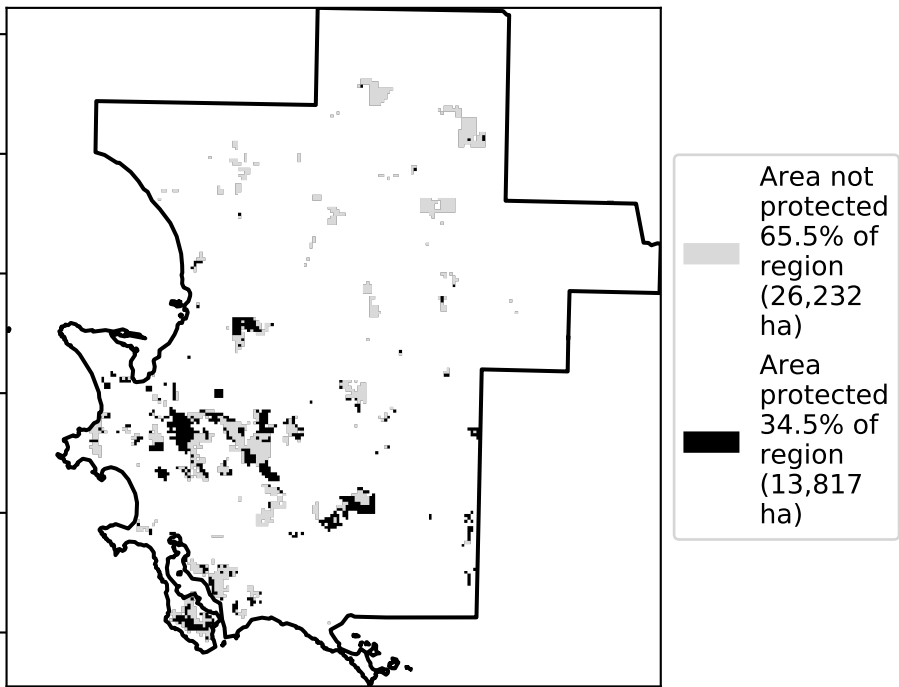 Area not
protected
65.5% of
region
(26,232
ha)
Area
protected
34.5% of
region
(13,817
ha)